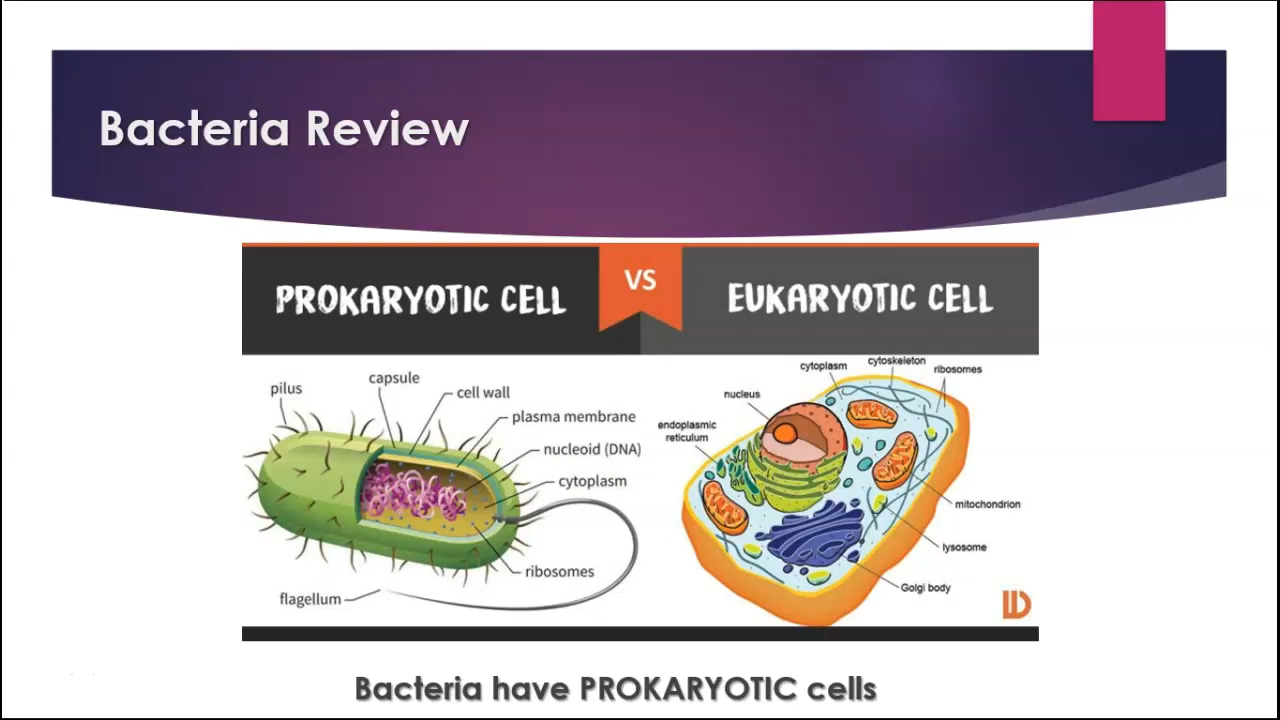 Bacteria Review
PROKARYOTIC CELL
VS
EUKARYOTIC CELL
pilus
capsule
cell wall
plasma membrane
nucleoid (DNA)
cytoplasm
ribosomes
flagellum
cytoplasm
cytoskeleton
ribosomes
nucleus
endoplasmic
reticulum
mitochondrion
lysosome
Golgi body
Bacteria have PROKARYOTIC cells